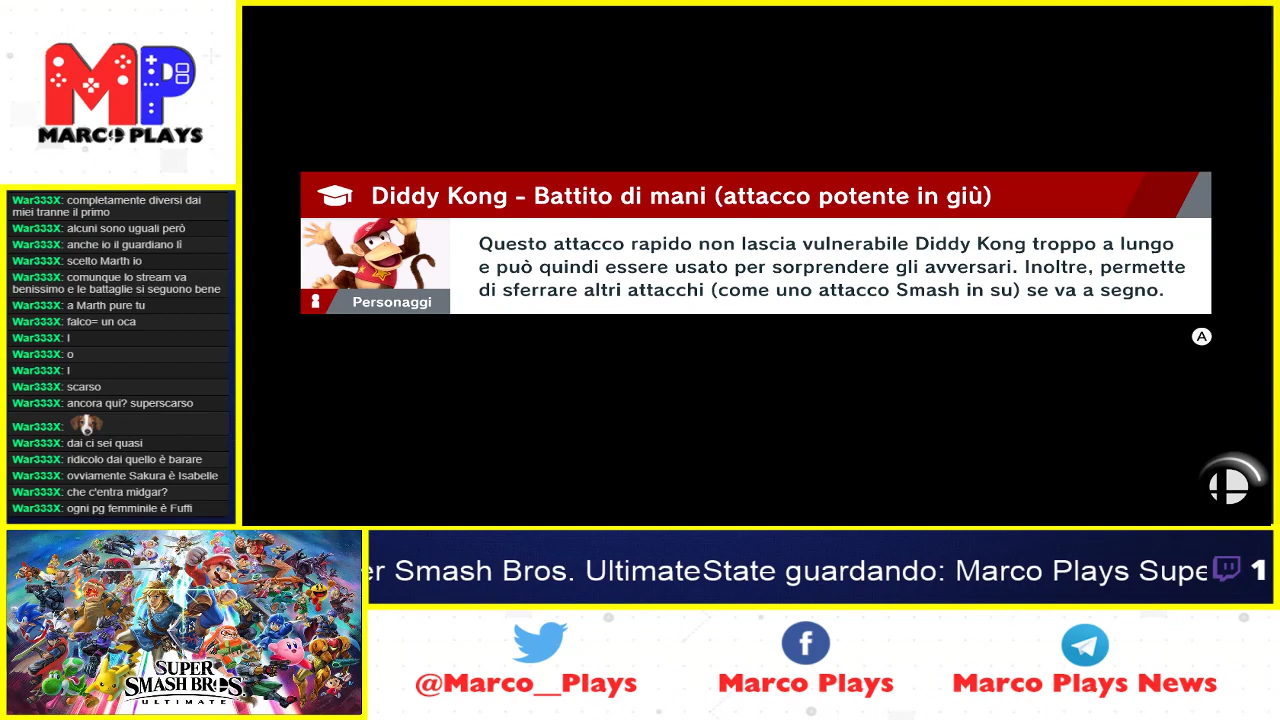 MP
MARCO PLAYS
War333X: completamente diversi dai
miei tranne il primo
War333X: alcuni sono uguali però
War333X: anche io il guardiano lì
War333X: scelto Marth io
War333X: comunque lo stream va
benissimo e le battaglie si seguono bene
War333X: a Marth pure tu
War333X: falco= un oca
War333X: l
War333X: o
War333X: l
War333X: scarso
War333X: ancora qui? superscarso
War333X:
War333X: dai ci sei quasi
War333X: ridicolo dai quello è barare
War333X: ovviamente Sakura è Isabelle
War333X: che c'entra midgar?
War333X: ogni pg femminile è Fuffi
Diddy Kong - Battito di mani (attacco potente in giù)
Questo attacco rapido non lascia vulnerabile Diddy Kong troppo a lungo
e può quindi essere usato per sorprendere gli avversari. Inoltre, permette
di sferrare altri attacchi (come uno attacco Smash in su) se va a segno.
Personaggi
A
SUPER
SMASH BROS.
ULTIMATE
er Smash Bros. UltimateState guardando: Marco Plays Supe 1
@Marco__Plays
Marco Plays
Marco Plays News